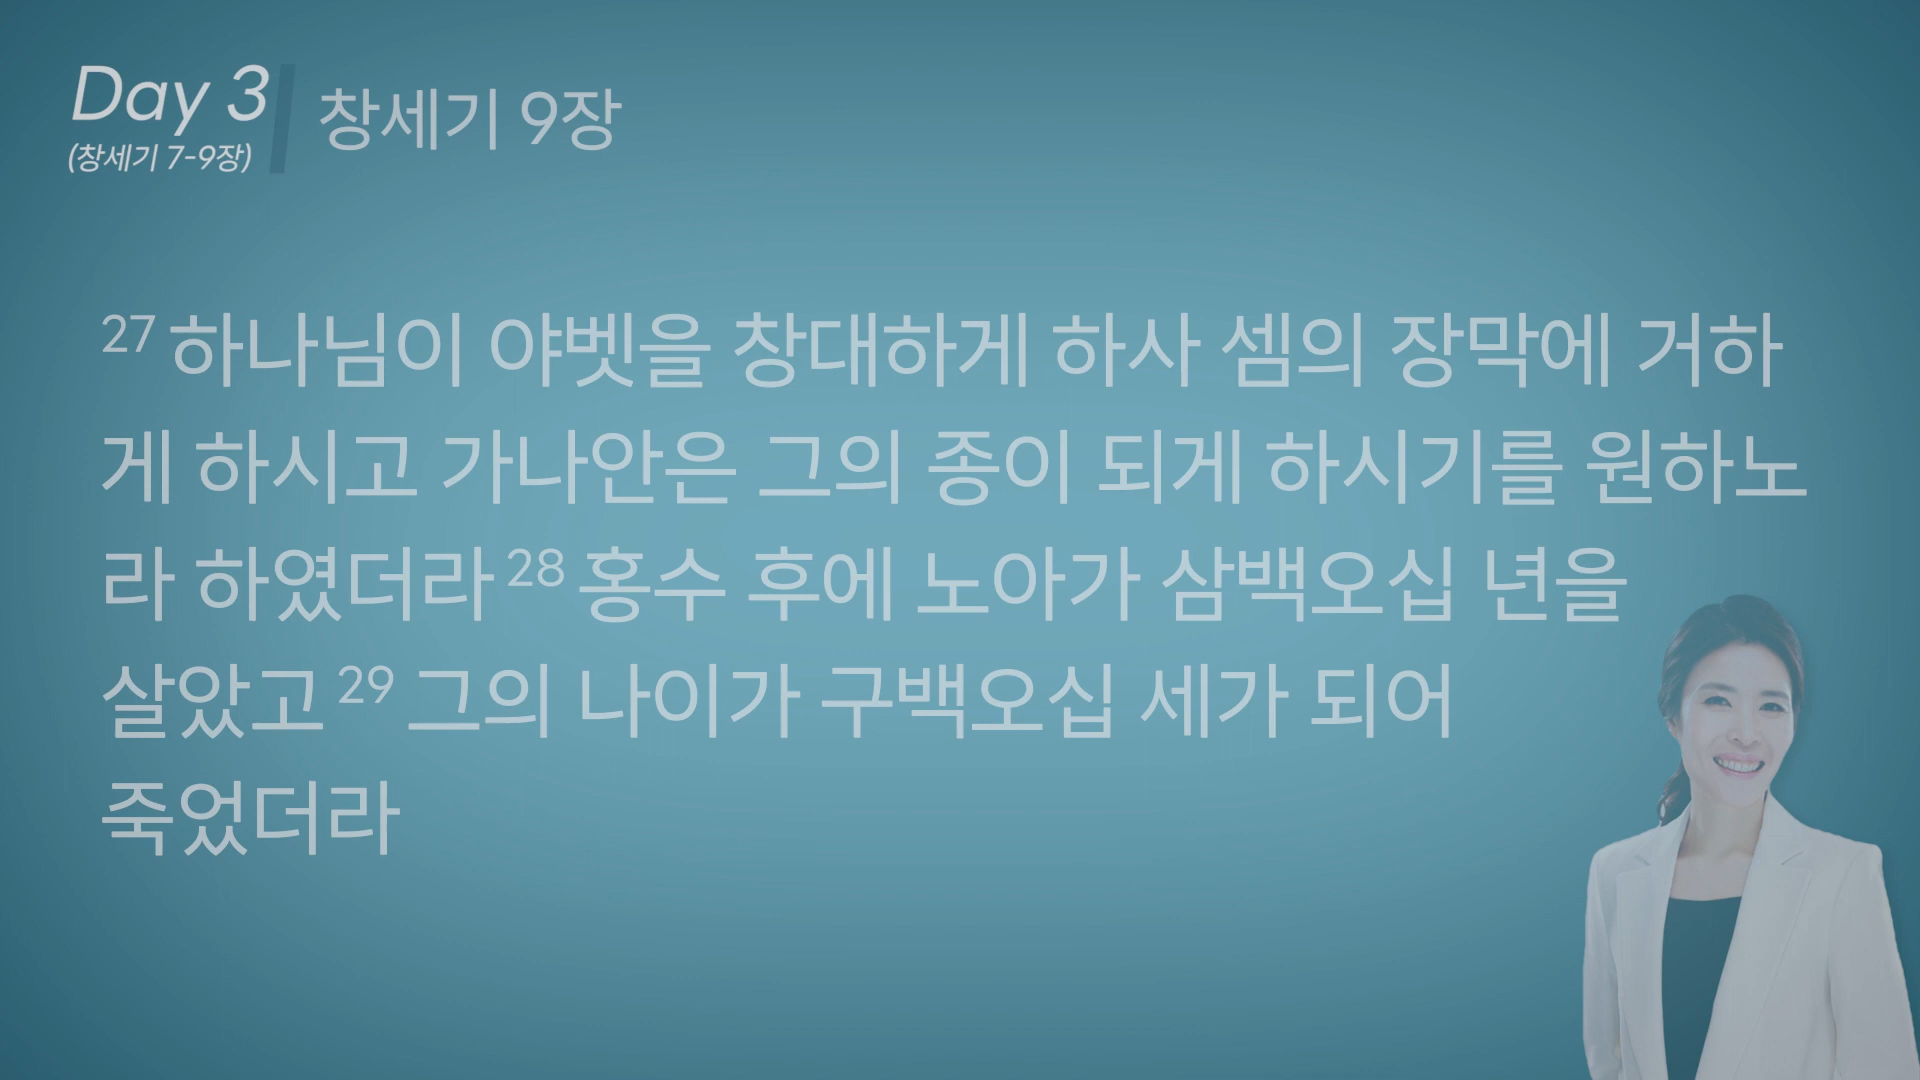 Day 3
(창세기 7-9장)
창세기 9장
27 하나님이 야벳을 창대하게 하사 셈의 장막에 거하
게 하시고 가나안은 그의 종이 되게 하시기를 원하노
라 하였더라 28 홍수 후에 노아가 삼백오십 년을
살았고 29 그의 나이가 구백오십 세가 되어
죽었더라